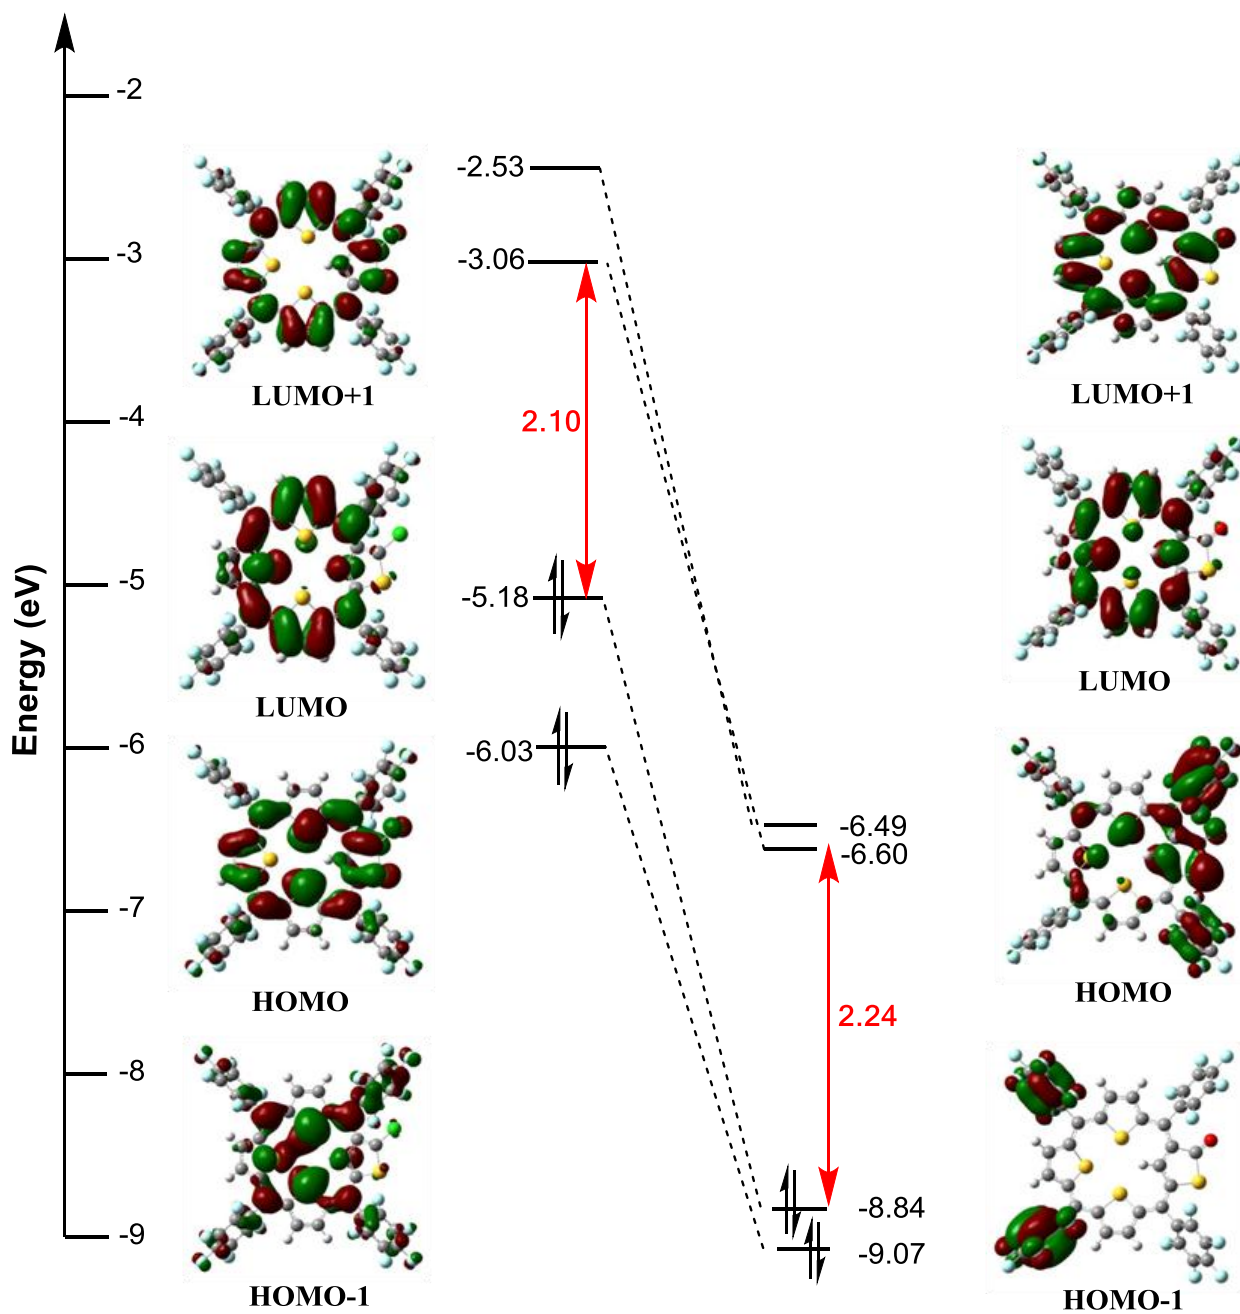 -2
-2.53
-3
-3.06
LUMO+1
LUMO+1
-4
2.10
-5
-5.18
LUMO
LUMO
Energy (eV)
-6
-6.03
-6.49
-6.60
-7
HOMO
HOMO
2.24
-8
-8.84
-9
-9.07
HOMO-1
HOMO-1